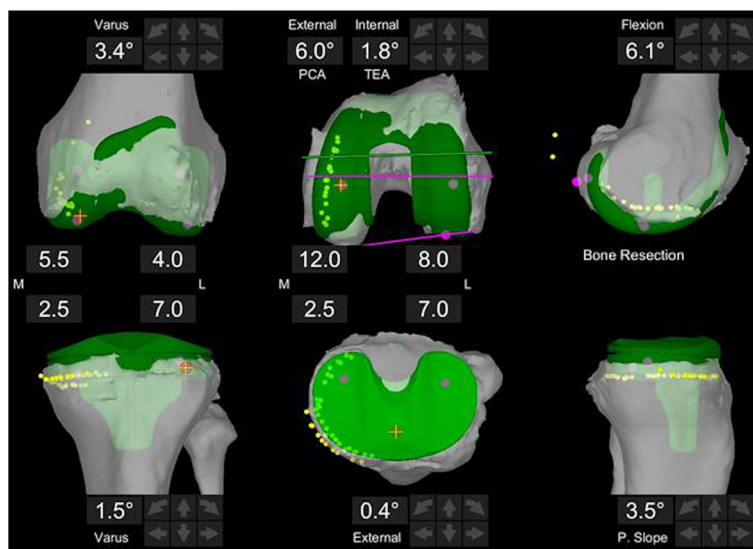 Varus
3.4°
External Internal
6.0° 1.8°
PCA TEA
Flexion
6.1°
5.5 4.0
M L
2.5 7.0
12.0 8.0
M L
2.5 7.0
Bone Resection
1.5°
Varus
0.4°
External
3.5°
P. Slope